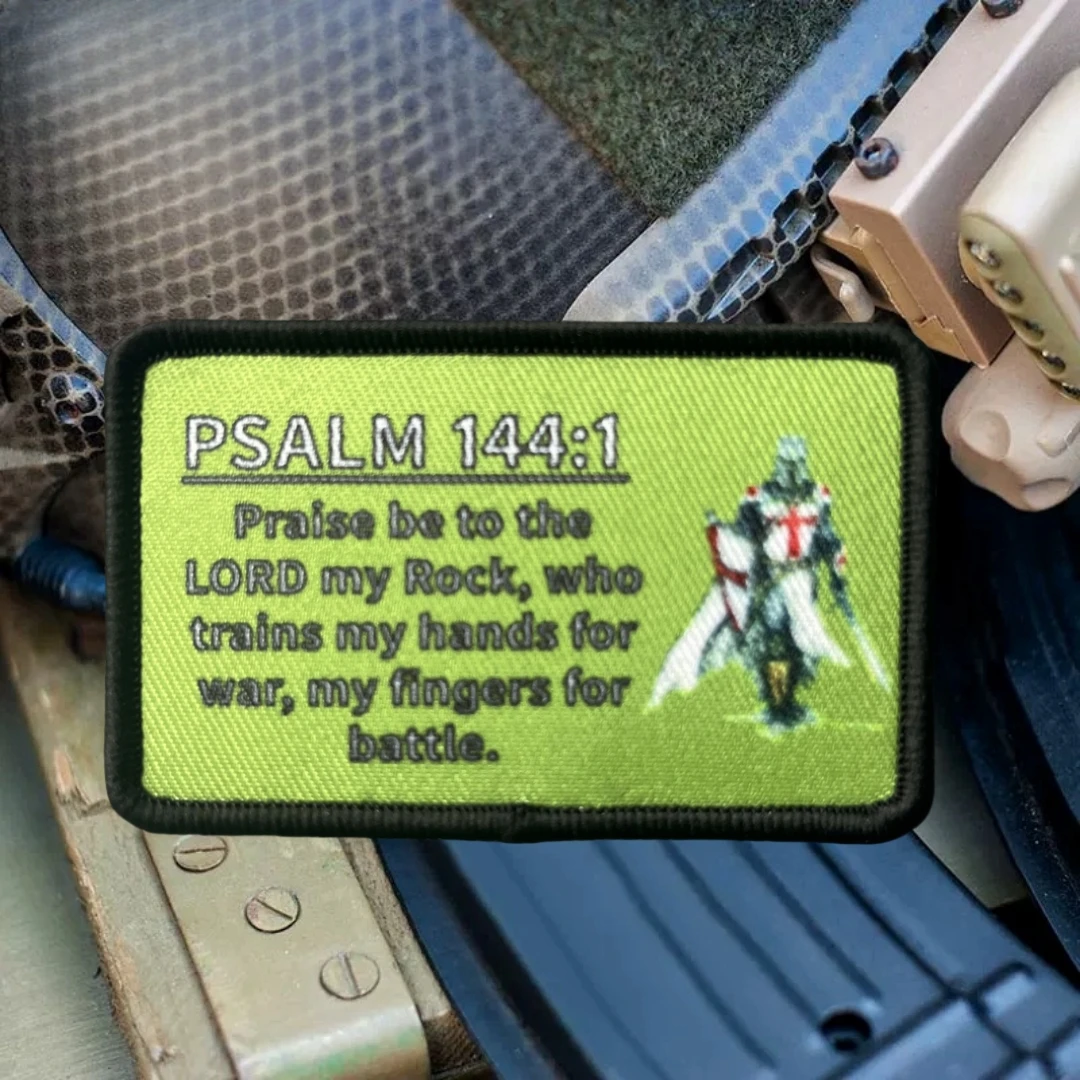 PSALM 144:1
Praise be to the
LORD my Rock, who
trains my hands for
war, my fingers for
battle.